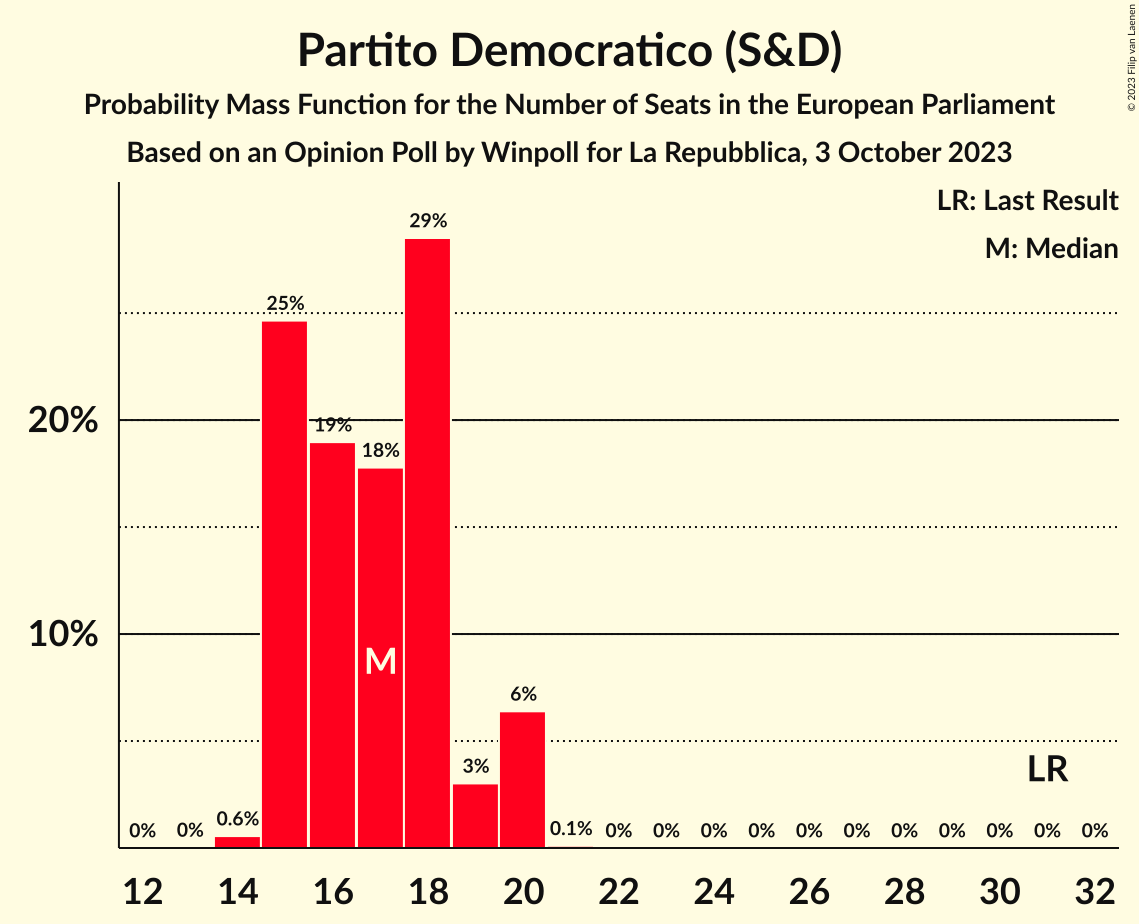 Partito Democratico (S&D)
Probability Mass Function for the Number of Seats in the European Parliament
Based on an Opinion Poll by Winpoll for La Repubblica, 3 October 2023
© 2023 Filip van Laenen
LR: Last Result
M: Median
29%
25%
20%
19%
18%
10%
M
6%
3%
LR
0% 0% 0.6% 0.1% 0% 0% 0% 0% 0% 0% 0% 0% 0% 0% 0%
12 14 16 18 20 22 24 26 28 30 32